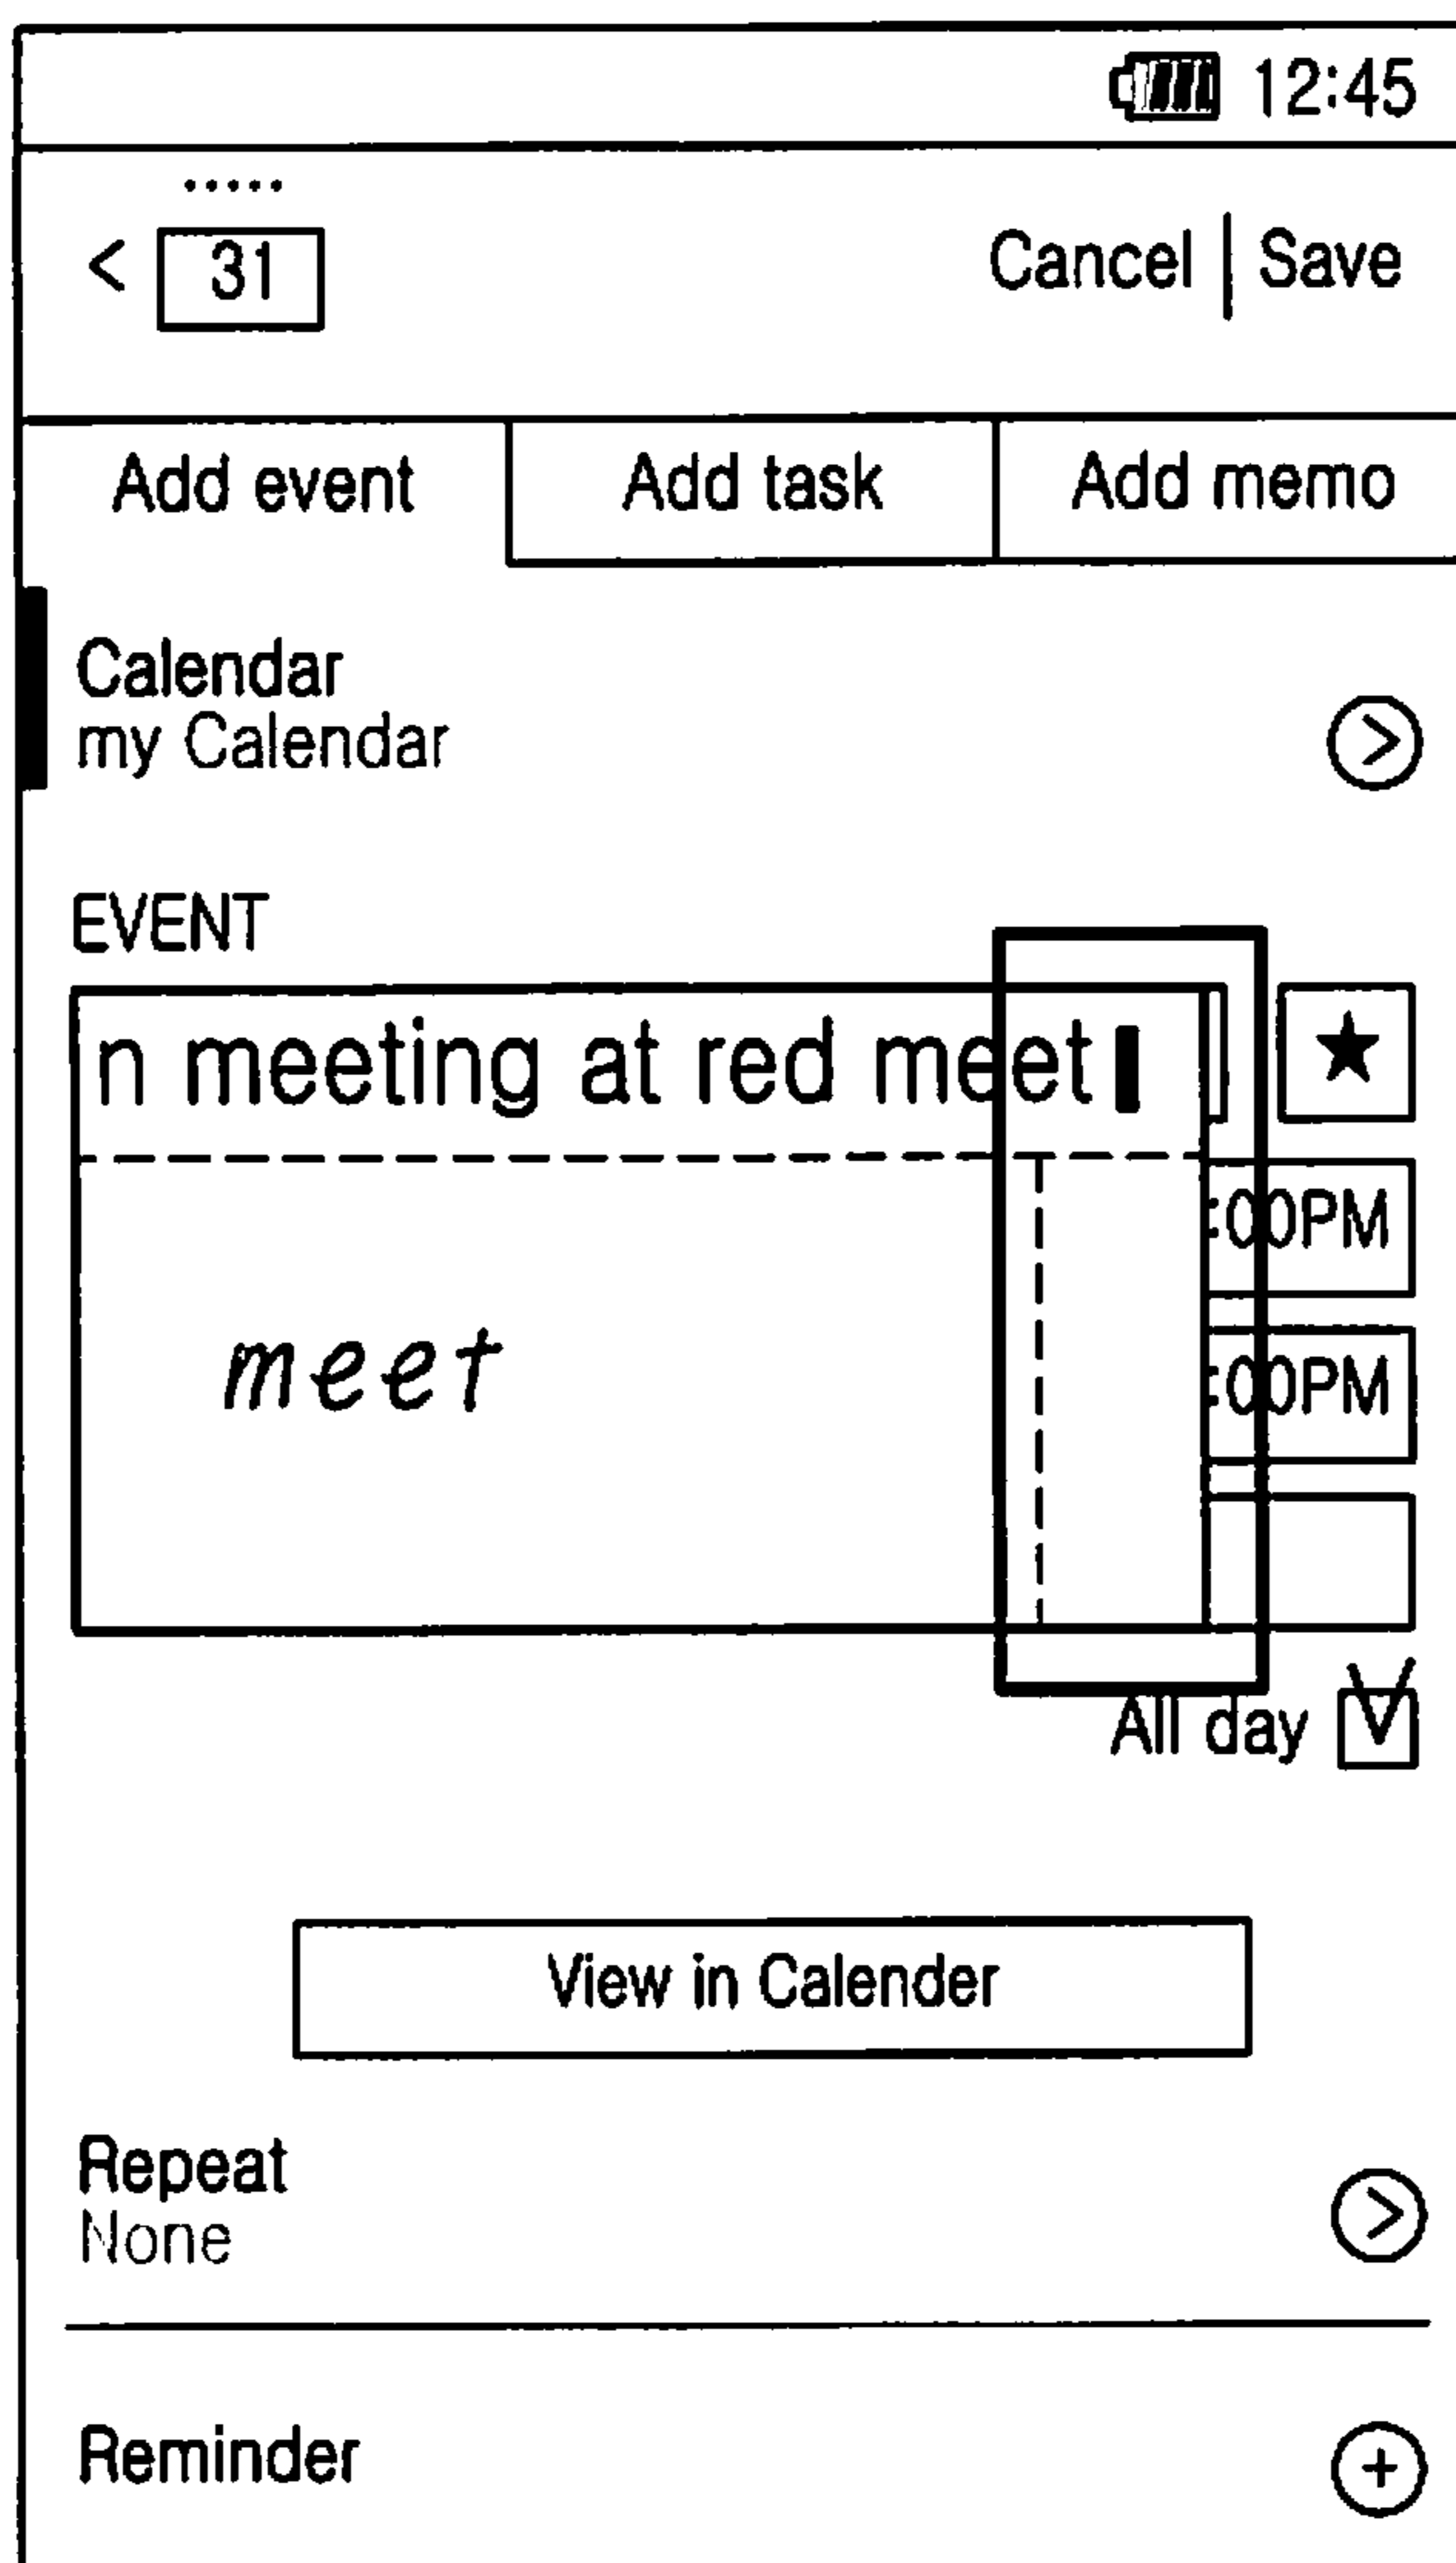 12:45
< 31 Cancel | Save
Add event Add task Add memo
Calendar
my Calendar
EVENT
n meeting at red meet ★
:00PM
meet
:00PM
All day
View in Calender
Repeat
None
Reminder